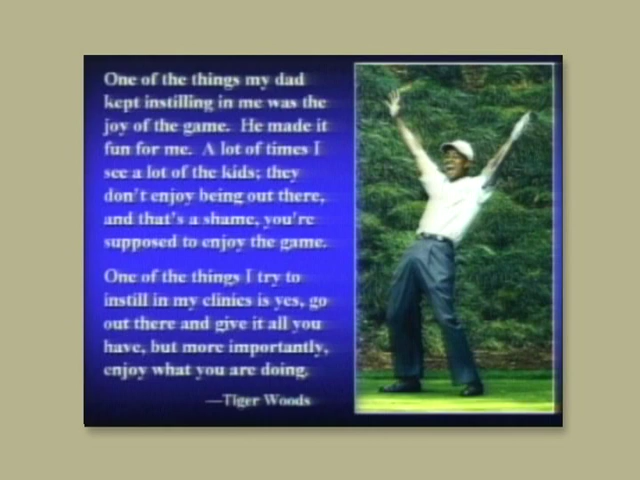 One of the things my dad
kept instilling in me was the
joy of the game. He made it
fun for me. A lot of times I
see a lot of the kids; they
don't enjoy being out there,
and that's a shame, you're
supposed to enjoy the game.
One of the things I try to
instill in my clinics is yes, go
out there and give it all you
have, but more importantly,
enjoy what you are doing.
—Tiger Woods